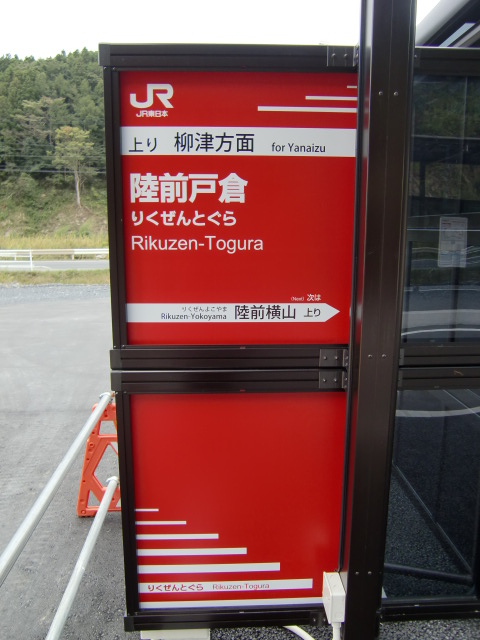 JR
JR東日本
上り 柳津方面 for Yanaizu
陸前戸倉
りくぜんとぐら
Rikuzen-Togura
(Next) 次は
りくぜんよこやま
Rikuzen-Yokoyama 陸前横山 上り
りくぜんとぐら Rikuzen-Togura